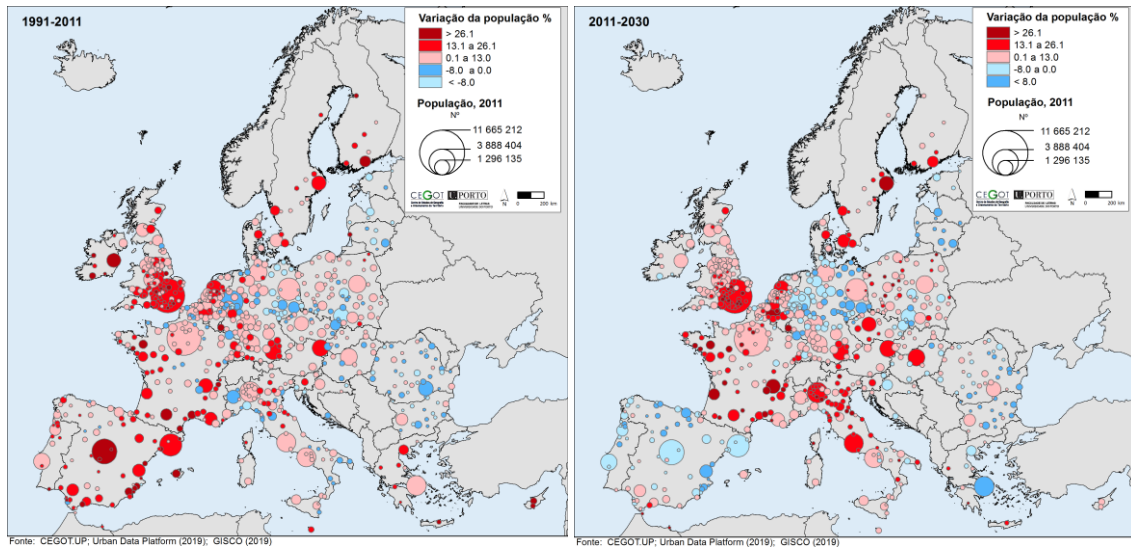 1991-2011
Variação da população %
> 26.1
13.1 a 26.1
0.1 a 13.0
-8.0 a 0.0
< -8.0
População, 2011
Nº
11 665 212
3 888 404
1 296 135
CEGOT
U.PORTO
N
0 200 km
Fonte: CEGOT.UP; Urban Data Platform (2019); GISCO (2019)
2011-2030
Variação da população %
> 26.1
13.1 a 26.1
0.1 a 13.0
-8.0 a 0.0
< 8.0
População, 2011
Nº
11 665 212
3 888 404
1 296 135
CEGOT
U.PORTO
N
0 200 km
Fonte: CEGOT.UP; Urban Data Platform (2019); GISCO (2019)